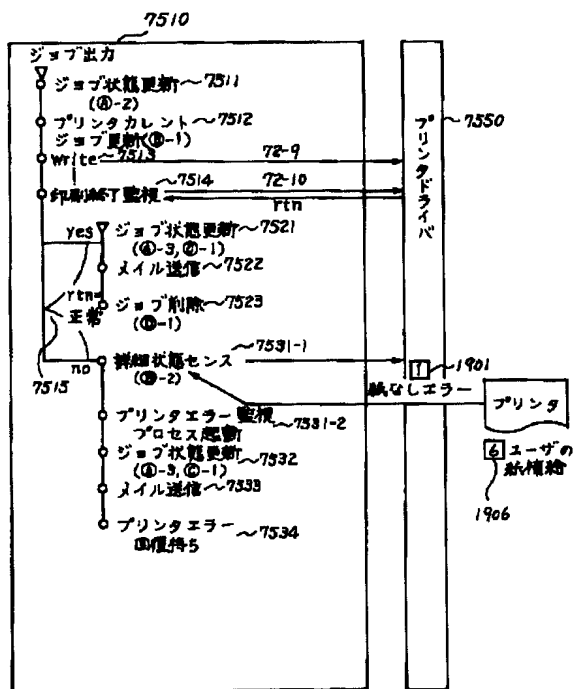 7510
ジョブ出力
ジョブ状態更新~7511
(Ⓐ-2)
プリンタカレント~7512
ジョブ更新(Ⓑ-1)
Write~7513
72-9
印刷終了監視
7514
72-10
rtn
プリンタドライバ
7550
yes
ジョブ状態更新~7521
(Ⓐ-3,Ⓒ-1)
メイル送信~7522
rtn=
正常
ジョブ削除~7523
(Ⓓ-1)
7515
no
詳細状態センス
7531-1
(Ⓑ-2)
1
1901
紙なしエラー
プリンタ
プリンタエラー監視
プロセス起動
7531-2
ジョブ状態更新~7532
(Ⓐ-3,Ⓒ-1)
メイル送信~7533
6 ユーザの
紙補給
1906
プリンタエラー~7534
回復待ち